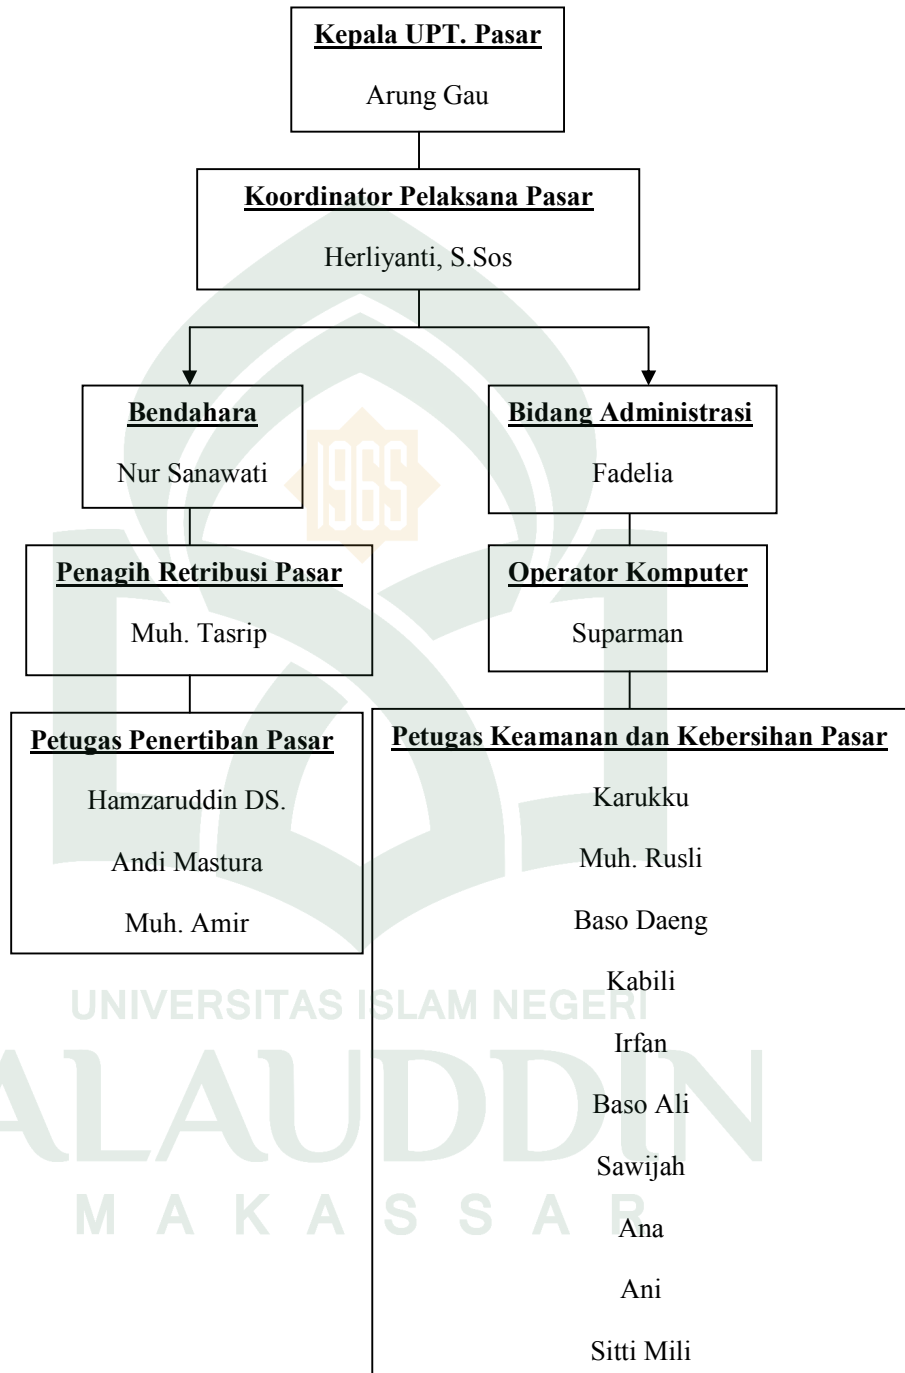 Kepala UPT. Pasar
Arung Gau
Koordinator Pelaksana Pasar
Herliyanti, S.Sos
Bendahara
Nur Sanawati
Bidang Administrasi
Fadelia
Penagih Retribusi Pasar
Muh. Tasrip
Operator Komputer
Suparman
Petugas Penertiban Pasar
Hamzaruddin DS.
Andi Mastura
Muh. Amir
Petugas Keamanan dan Kebersihan Pasar
Karukku
Muh. Rusli
Baso Daeng
Kabili
Irfan
Baso Ali
Sawijah
Ana
Ani
Sitti Mili
1965
UNIVERSITAS ISLAM NEGERI
ALAUDDIN
MAKASSAR